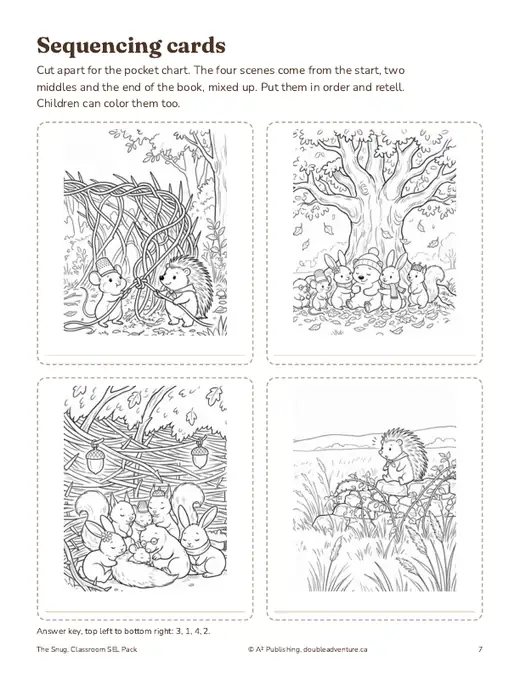 Sequencing cards
Cut apart for the pocket chart. The four scenes come from the start, two
middles and the end of the book, mixed up. Put them in order and retell.
Children can color them too.
Answer key, top left to bottom right: 3, 1, 4, 2.
The Snug. Classroom SEL Pack
© A² Publishing, doubleadventure.ca
7